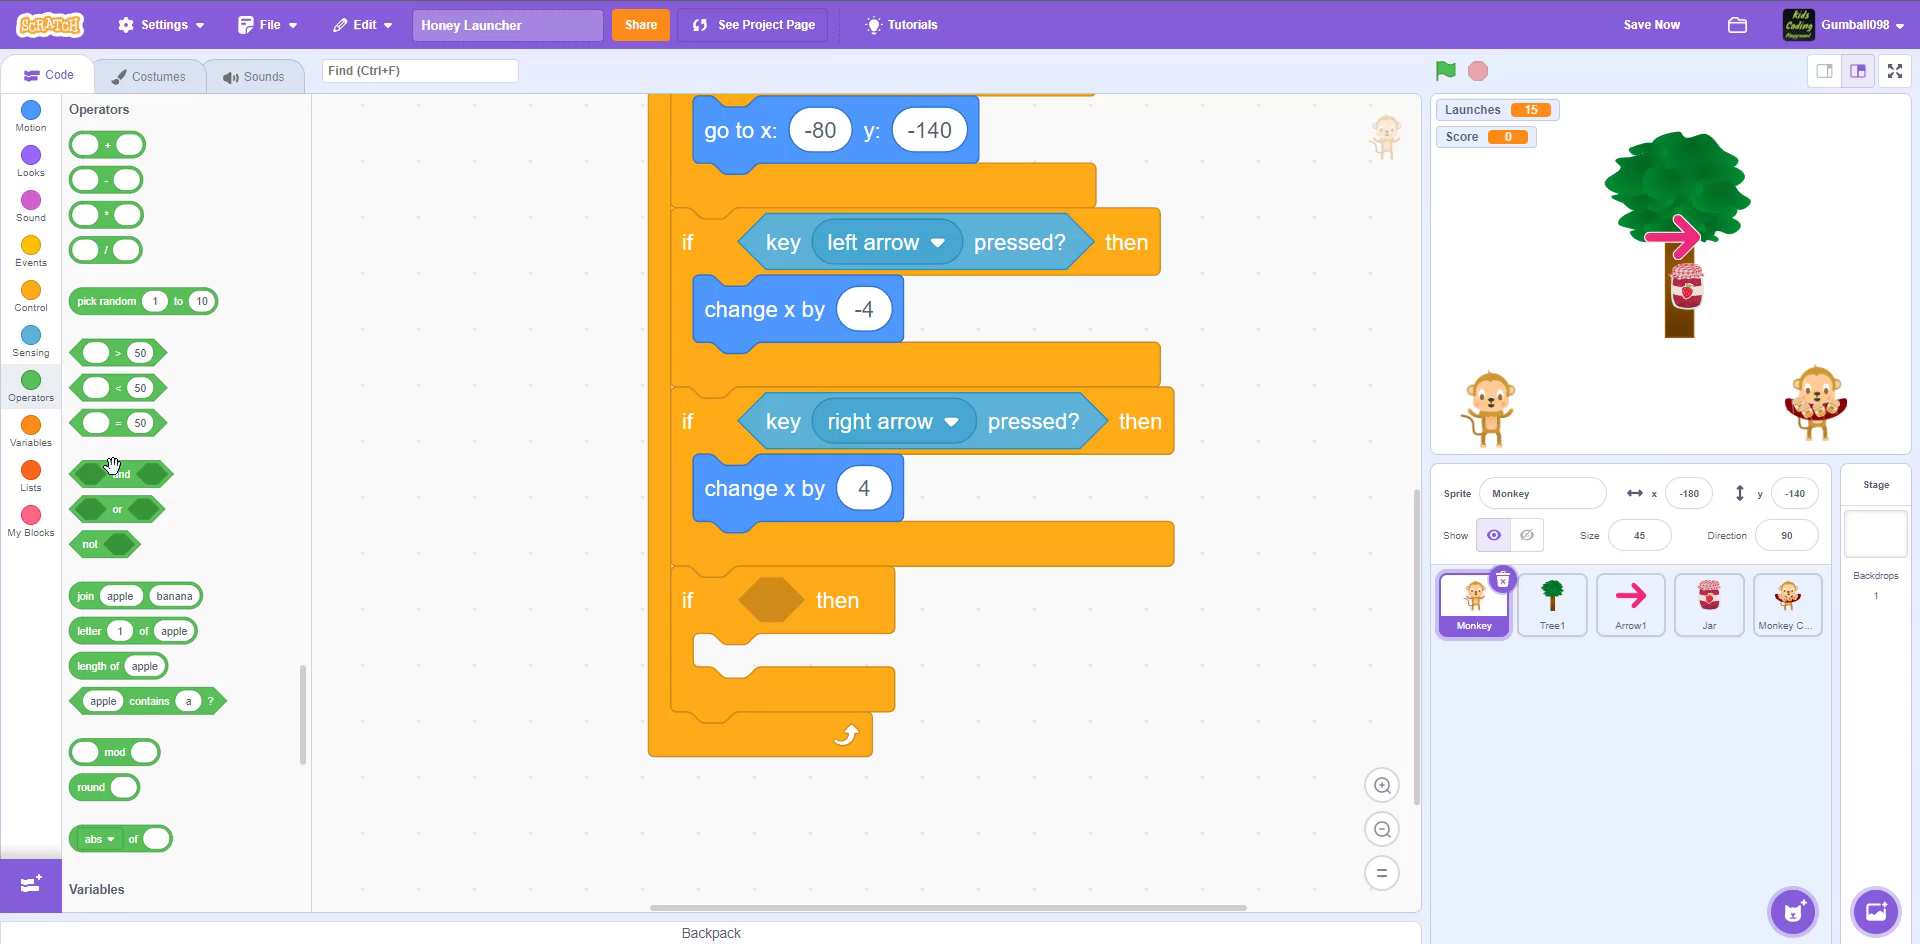 SCRATCH Settings File Edit Honey Launcher Share See Project Page Tutorials Save Now Gumball098
Kids Coding Playground
Code Costumes Sounds Find (Ctrl+F)
Motion
Looks
Sound
Events
Control
Sensing
Operators
Variables
Lists
My Blocks
Operators
+
-
*
/
pick random 1 to 10
> 50
< 50
= 50
and
or
not
join apple banana
letter 1 of apple
length of apple
apple contains a ?
mod
round
abs of
Variables
go to x: -80 y: -140
if key left arrow pressed? then
change x by -4
if key right arrow pressed? then
change x by 4
if then
=
Backpack
Launches 15
Score 0
Sprite Monkey x -180 y -140
Show Size 45 Direction 90
Monkey Tree1 Arrow1 Jar Monkey C...
Stage
Backdrops
1